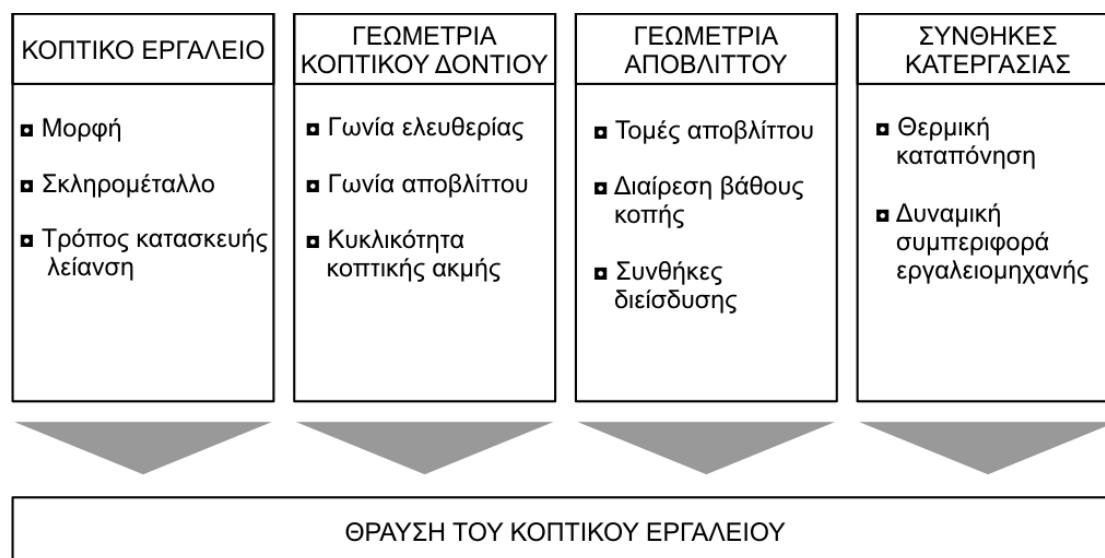 ΚΟΠΤΙΚΟ ΕΡΓΑΛΕΙΟ
Μορφή
Σκληρομέταλλο
Τρόπος κατασκευής
λείανση
ΓΕΩΜΕΤΡΙΑ
ΚΟΠΤΙΚΟΥ ΔΟΝΤΙΟΥ
Γωνία ελευθερίας
Γωνία αποβλίττου
Κυκλικότητα
κοπτικής ακμής
ΓΕΩΜΕΤΡΙΑ
ΑΠΟΒΛΙΤΤΟΥ
Τομές αποβλίττου
Διαίρεση βάθους
κοπής
Συνθήκες
διείσδυσης
ΣΥΝΘΗΚΕΣ
ΚΑΤΕΡΓΑΣΙΑΣ
Θερμική
καταπόνηση
Δυναμική
συμπεριφορά
εργαλειομηχανής
ΘΡΑΥΣΗ ΤΟΥ ΚΟΠΤΙΚΟΥ ΕΡΓΑΛΕΙΟΥ